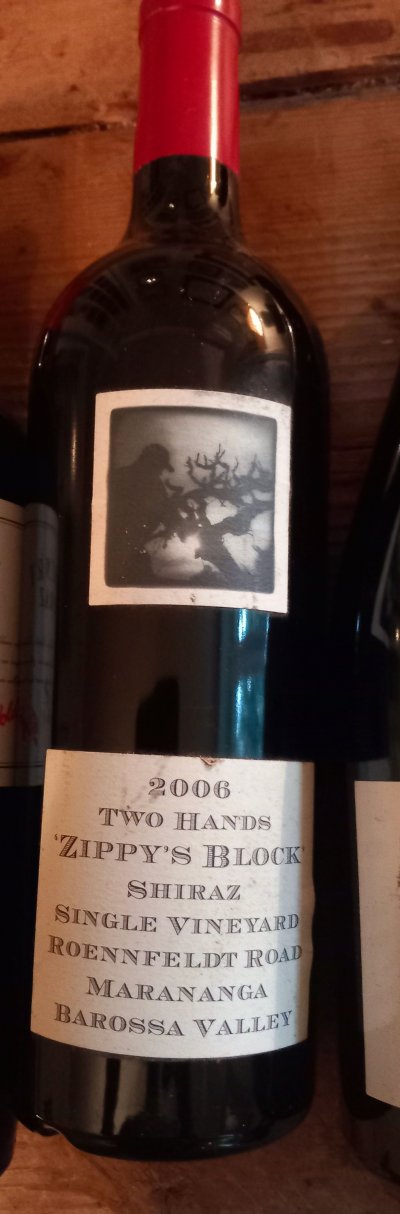 2006
Two Hands
'Zippy's Block'
Shiraz
Single Vineyard
Roennfeldt Road
Marananga
Barossa Valley